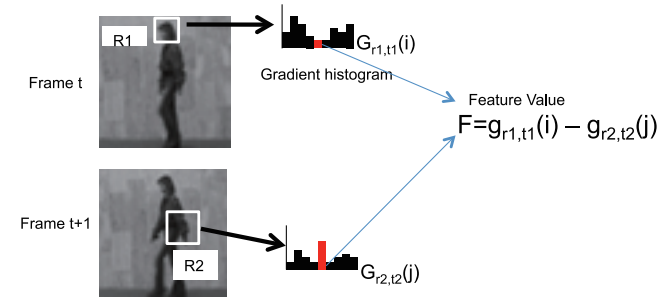 R1
G_{r1,t1}(i)
Frame t
Gradient histogram
Feature Value
F=g_{r1,t1}(i) – g_{r2,t2}(j)
Frame t+1
R2
G_{r2,t2}(j)